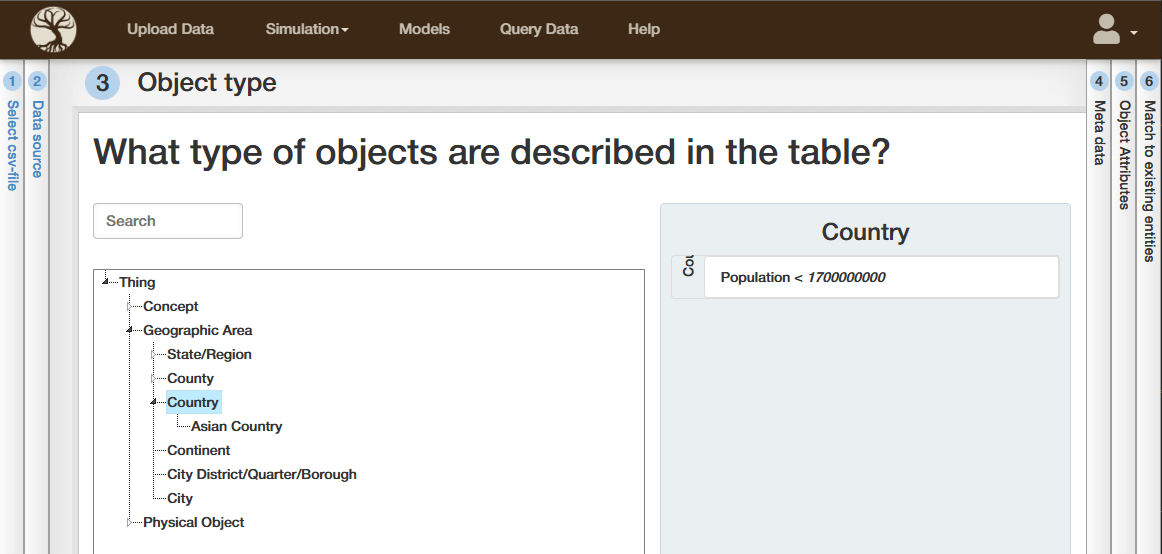 Upload Data
Simulation
Models
Query Data
Help
1
Select csv-file
2
Data source
3
Object type
What type of objects are described in the table?
Search
Thing
Concept
Geographic Area
State/Region
County
Country
Asian Country
Continent
City District/Quarter/Borough
City
Physical Object
Country
Population < 1700000000
4
Meta data
5
Object Attributes
6
Match to existing entities